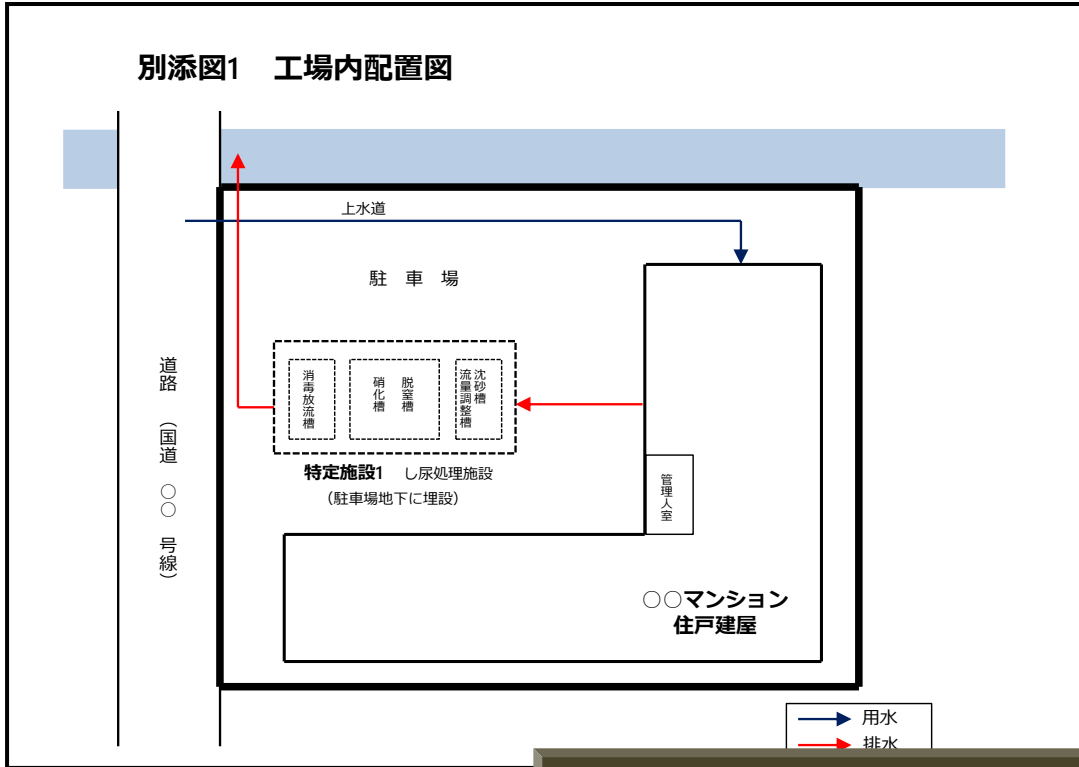 別添図1　工場内配置図
上水道
駐　車　場
道路　（国道　○○　号線）
消毒放流槽
硝化槽
脱窒槽
流量調整槽
沈砂槽
特定施設1　し尿処理施設
（駐車場地下に埋設）
管理人室
○○マンション
住戸建屋
用水
排水